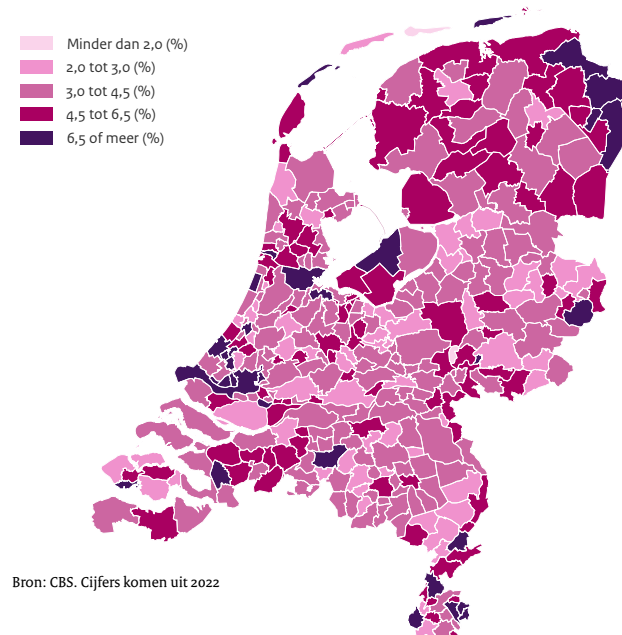 Minder dan 2,0 (%)
2,0 tot 3,0 (%)
3,0 tot 4,5 (%)
4,5 tot 6,5 (%)
6,5 of meer (%)
Bron: CBS. Cijfers komen uit 2022